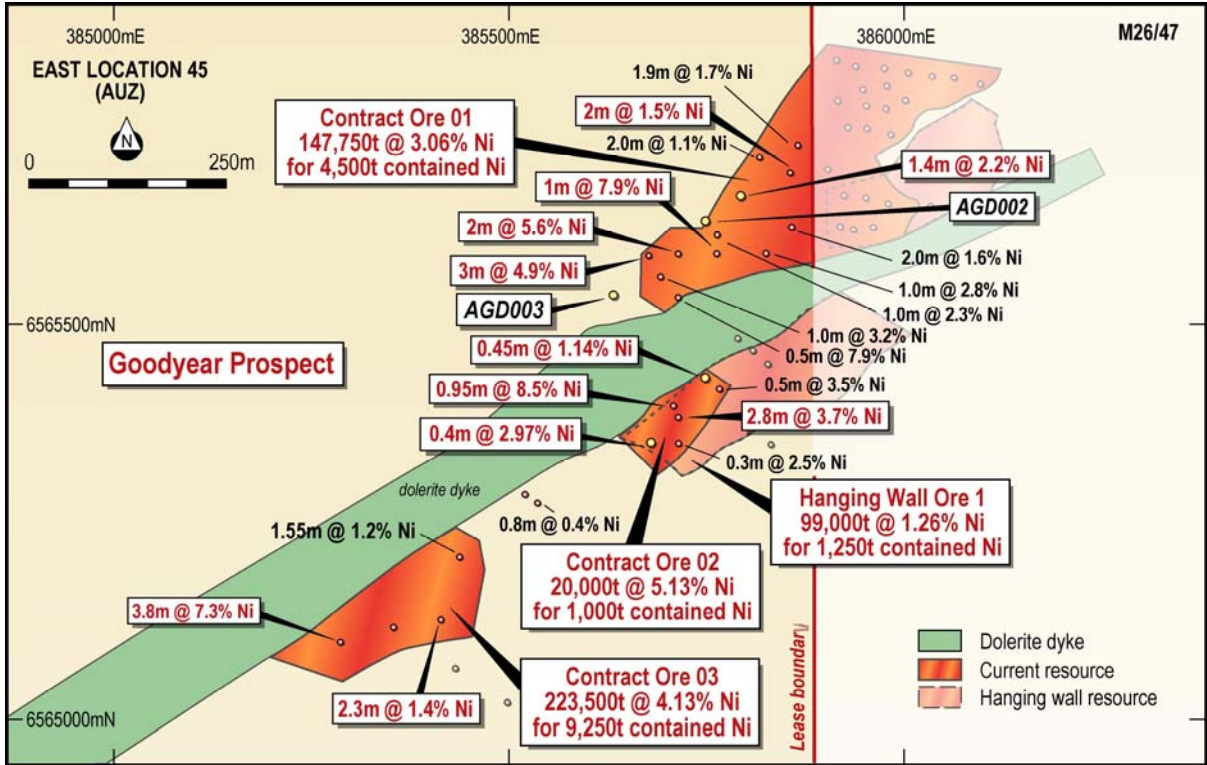 385000mE
385500mE
386000mE
M26/47
EAST LOCATION 45
(AUZ)
N
0
250m
Contract Ore 01
147,750t @ 3.06% Ni
for 4,500t contained Ni
1.9m @ 1.7% Ni
2m @ 1.5% Ni
2.0m @ 1.1% Ni
1m @ 7.9% Ni
2m @ 5.6% Ni
3m @ 4.9% Ni
AGD003
1.4m @ 2.2% Ni
AGD002
2.0m @ 1.6% Ni
1.0m @ 2.8% Ni
1.0m @ 2.3% Ni
1.0m @ 3.2% Ni
0.5m @ 7.9% Ni
6565500mN
Goodyear Prospect
0.45m @ 1.14% Ni
0.95m @ 8.5% Ni
0.4m @ 2.97% Ni
0.5m @ 3.5% Ni
2.8m @ 3.7% Ni
0.3m @ 2.5% Ni
dolerite dyke
0.8m @ 0.4% Ni
1.55m @ 1.2% Ni
Hanging Wall Ore 1
99,000t @ 1.26% Ni
for 1,250t contained Ni
Contract Ore 02
20,000t @ 5.13% Ni
for 1,000t contained Ni
3.8m @ 7.3% Ni
2.3m @ 1.4% Ni
Contract Ore 03
223,500t @ 4.13% Ni
for 9,250t contained Ni
Lease boundary
Dolerite dyke
Current resource
Hanging wall resource
6565000mN